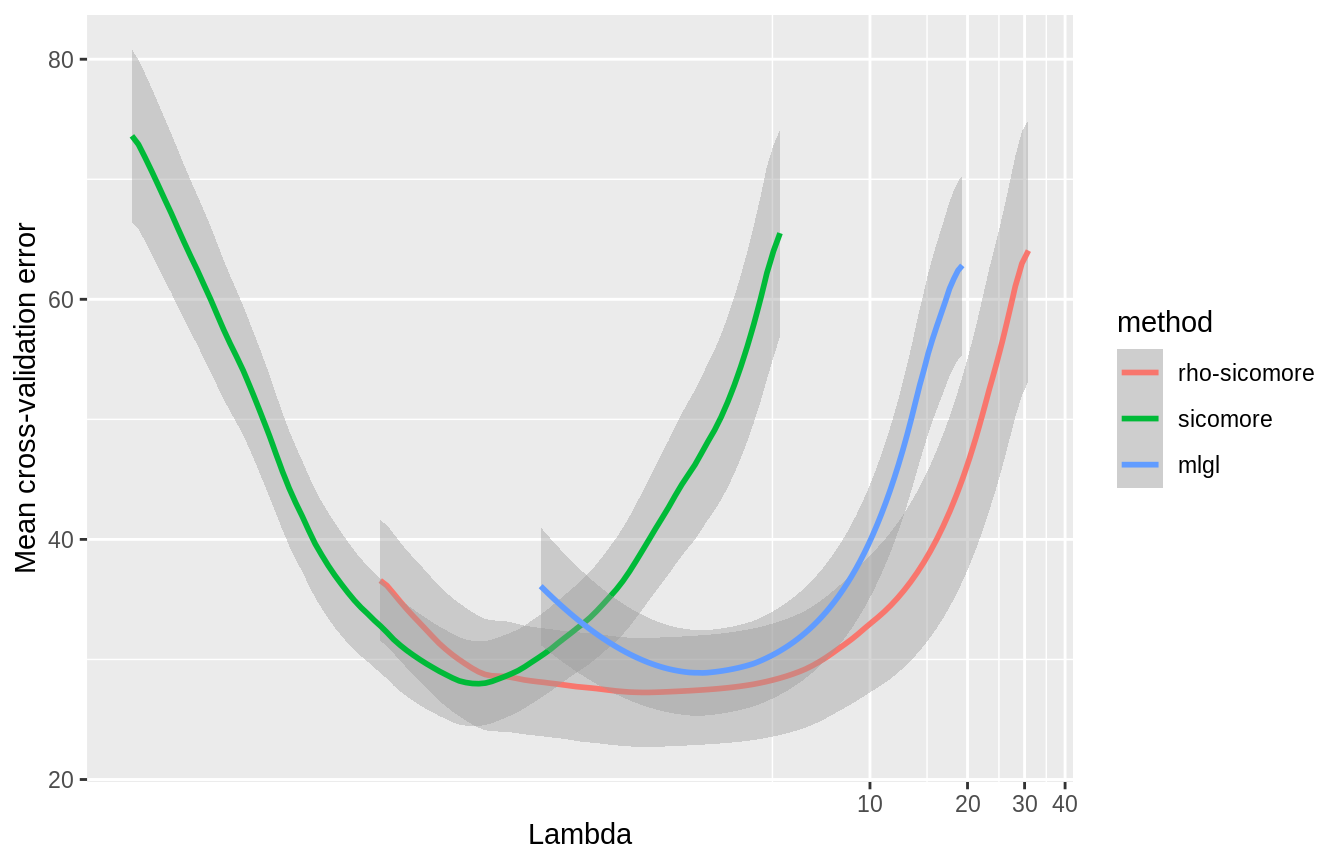 80
60
40
20
Mean cross-validation error
10 20 30 40
Lambda
method
rho-sicomore
sicomore
mlgl